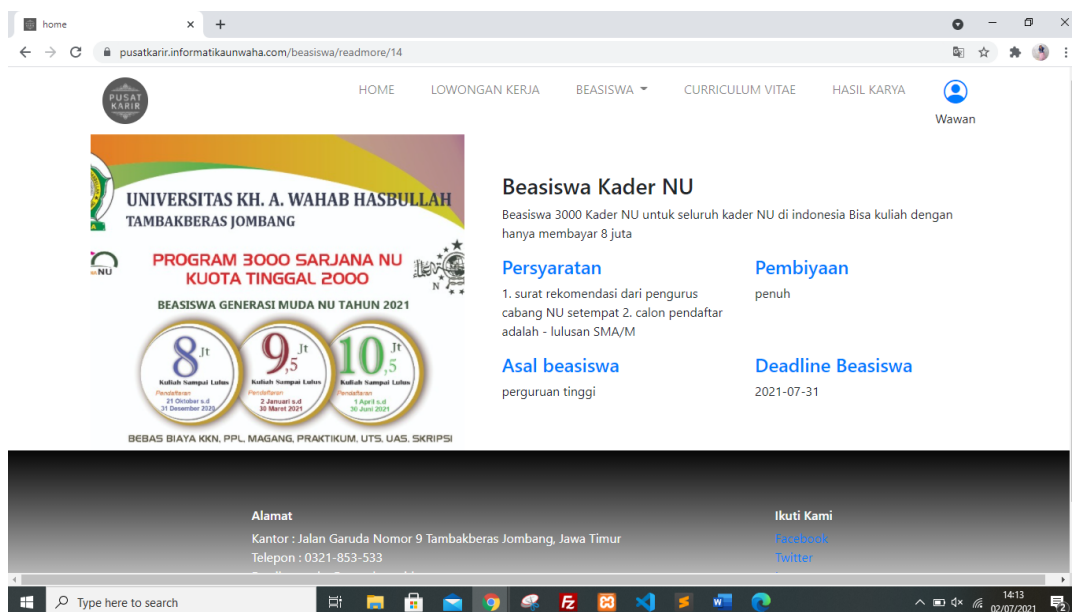 home
pusatkarir.informatikaunwaha.com/beasiswa/readmore/14
PUSAT
KARIR
HOME
LOWONGAN KERJA
BEASISWA
CURRICULUM VITAE
HASIL KARYA
Wawan
UNIVERSITAS KH. A. WAHAB HASBULLAH
TAMBAKBERAS JOMBANG
NU
PROGRAM 3000 SARJANA NU
KUOTA TINGGAL 2000
BEASISWA GENERASI MUDA NU TAHUN 2021
8 Jt
Kuliah Sampai Lulus
Pendaftaran
21 Oktober s.d
31 Desember 2020
9,5 Jt
Kuliah Sampai Lulus
Pendaftaran
2 Januari s.d
30 Maret 2021
10,5 Jt
Kuliah Sampai Lulus
Pendaftaran
1 April s.d
30 Juni 2021
BEBAS BIAYA KKN, PPL, MAGANG, PRAKTIKUM, UTS, UAS, SKRIPSI
Beasiswa Kader NU
Beasiswa 3000 Kader NU untuk seluruh kader NU di indonesia Bisa kuliah dengan
hanya membayar 8 juta
Persyaratan
1. surat rekomendasi dari pengurus
cabang NU setempat 2. calon pendaftar
adalah - lulusan SMA/M
Pembiyaan
penuh
Asal beasiswa
perguruan tinggi
Deadline Beasiswa
2021-07-31
Alamat
Kantor : Jalan Garuda Nomor 9 Tambakberas Jombang, Jawa Timur
Telepon : 0321-853-533
Ikuti Kami
Facebook
Twitter
Type here to search
14:13
02/07/2021